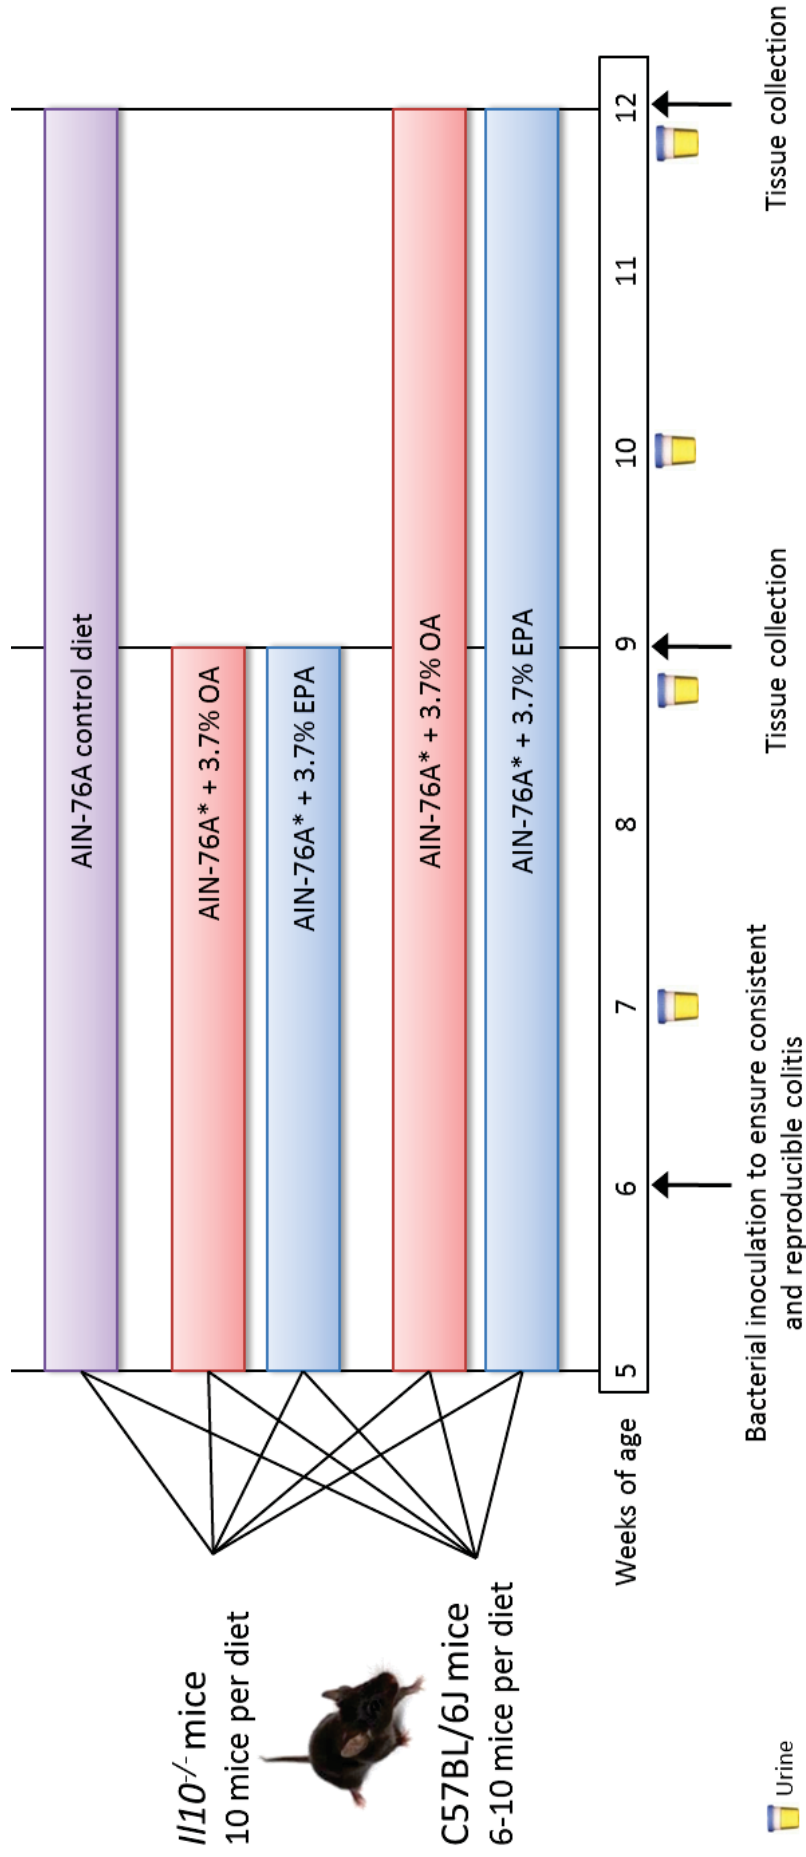 Il10-/- mice
10 mice per diet
C57BL/6J mice
6-10 mice per diet
AIN-76A control diet
AIN-76A* + 3.7% OA
AIN-76A* + 3.7% EPA
AIN-76A* + 3.7% OA
AIN-76A* + 3.7% EPA
Weeks of age
5 6 7 8 9 10 11 12
Bacterial inoculation to ensure consistent
and reproducible colitis
Tissue collection
Tissue collection
Urine